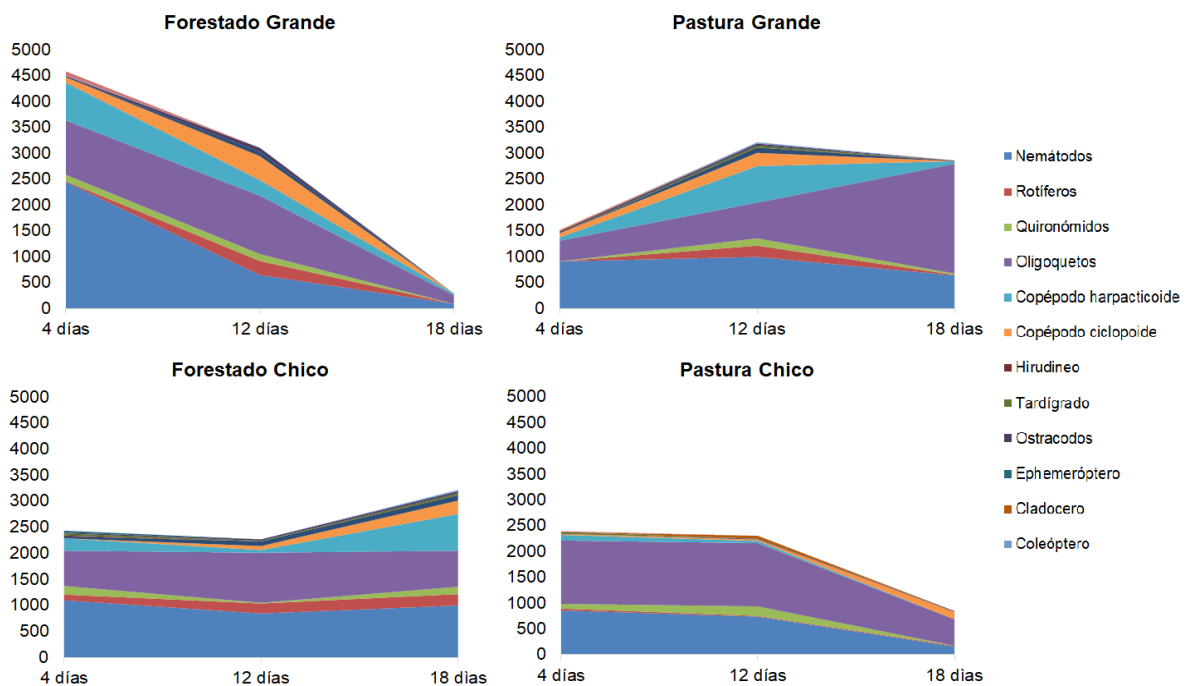 Forestado Grande
5000
4500
4000
3500
3000
2500
2000
1500
1000
500
0
4 días 12 días 18 dìas
Pastura Grande
5000
4500
4000
3500
3000
2500
2000
1500
1000
500
0
4 días 12 días 18 dìas
Forestado Chico
5000
4500
4000
3500
3000
2500
2000
1500
1000
500
0
4 días 12 días 18 dìas
Pastura Chico
5000
4500
4000
3500
3000
2500
2000
1500
1000
500
0
4 días 12 días 18 dìas
Nemátodos
Rotíferos
Quironómidos
Oligoquetos
Copépodo harpacticoide
Copépodo ciclopoide
Hirudineo
Tardígrado
Ostracodos
Ephemeróptero
Cladocero
Coleóptero